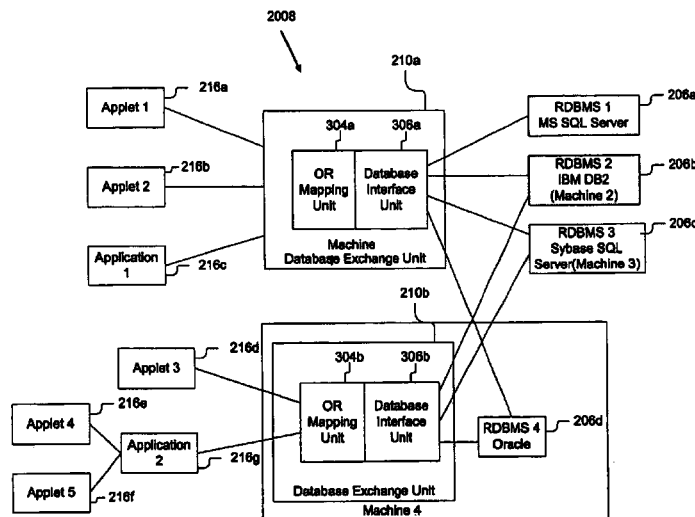 2008
210a
216a
Applet 1
304a
306a
206a
RDBMS 1
MS SQL Server
216b
Applet 2
OR
Mapping
Unit
Database
Interface
Unit
206b
RDBMS 2
IBM DB2
(Machine 2)
Machine
Database Exchange Unit
206c
RDBMS 3
Sybase SQL
Server(Machine 3)
Application
1
216c
210b
216d
Applet 3
304b
306b
216e
Applet 4
OR
Mapping
Unit
Database
Interface
Unit
Application
2
216g
RDBMS 4
Oracle
206d
Applet 5
216f
Database Exchange Unit
Machine 4